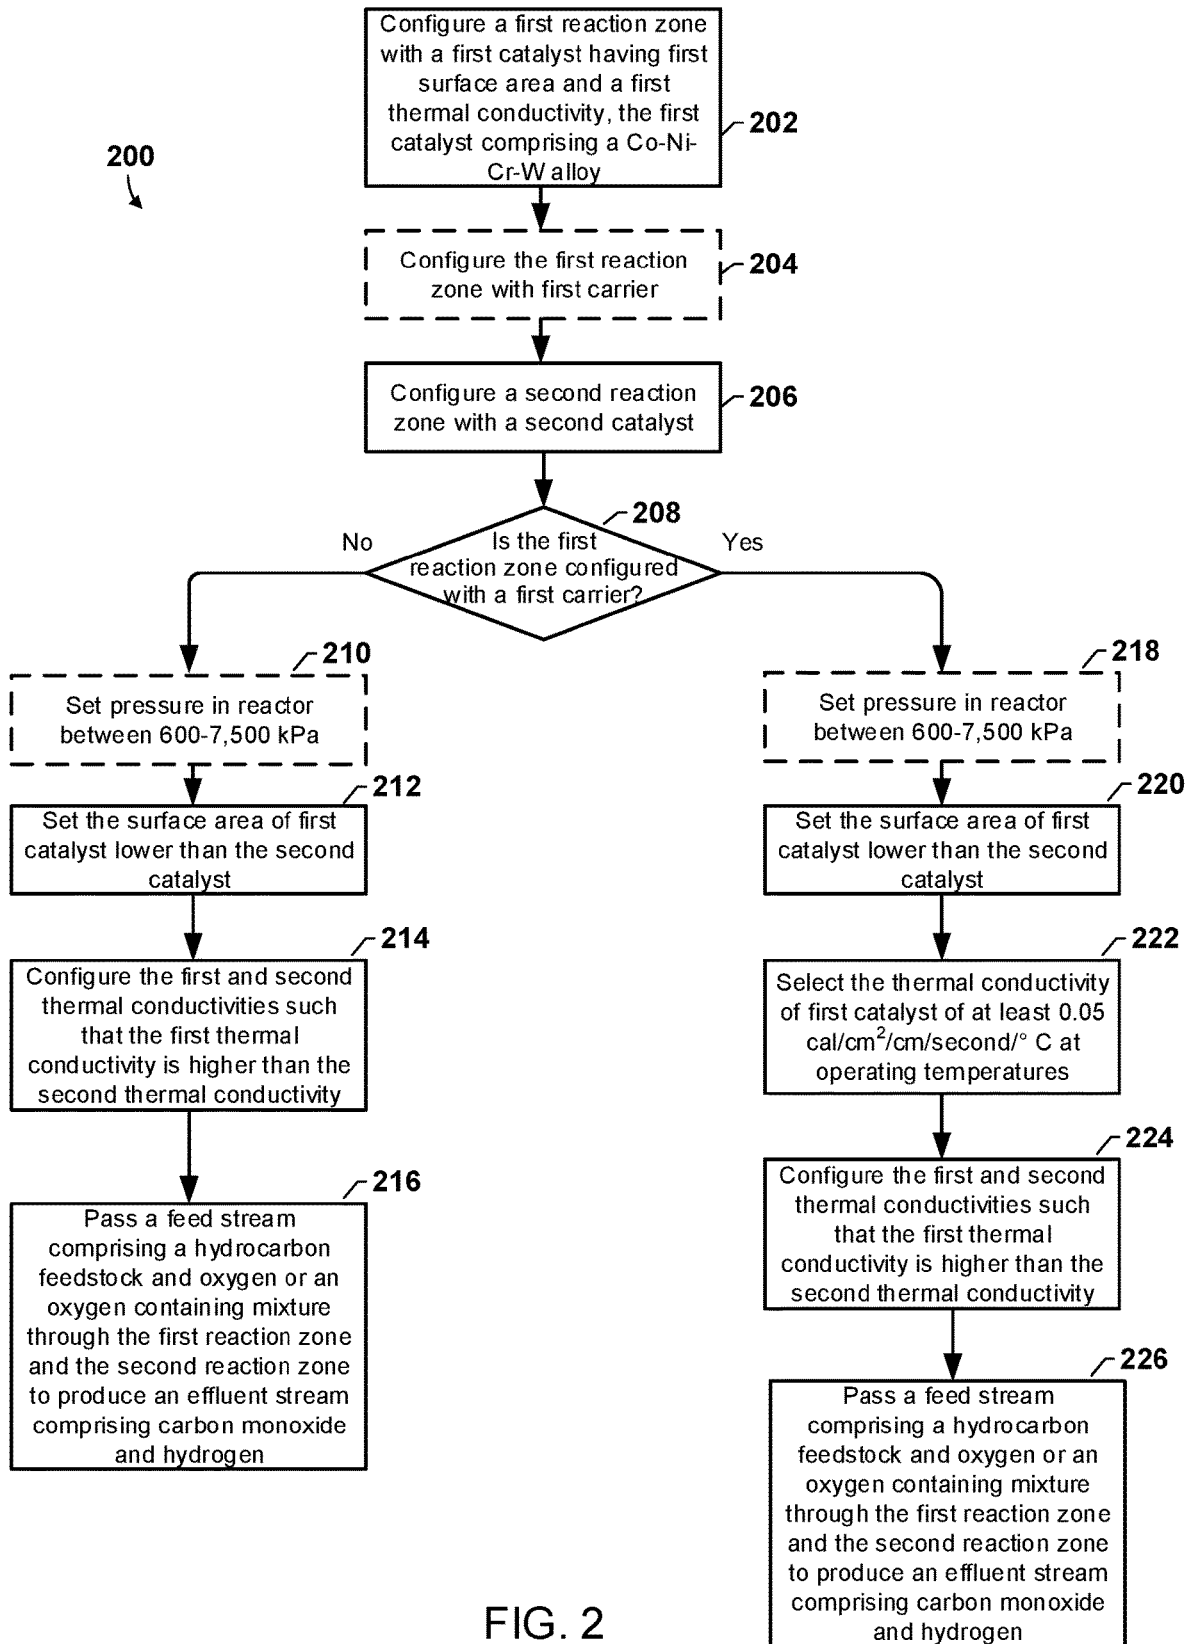 Configure a first reaction zone
with a first catalyst having first
surface area and a first
thermal conductivity, the first
catalyst comprising a Co-Ni-
Cr-W alloy
202
200
Configure the first reaction
zone with first carrier
204
Configure a second reaction
zone with a second catalyst
206
208
No
Yes
Is the first
reaction zone configured
with a first carrier?
210
Set pressure in reactor
between 600-7,500 kPa
212
Set the surface area of first
catalyst lower than the second
catalyst
214
Configure the first and second
thermal conductivities such
that the first thermal
conductivity is higher than the
second thermal conductivity
216
Pass a feed stream
comprising a hydrocarbon
feedstock and oxygen or an
oxygen containing mixture
through the first reaction zone
and the second reaction zone
to produce an effluent stream
comprising carbon monoxide
and hydrogen
218
Set pressure in reactor
between 600-7,500 kPa
220
Set the surface area of first
catalyst lower than the second
catalyst
222
Select the thermal conductivity
of first catalyst of at least 0.05
cal/cm²/cm/second/° C at
operating temperatures
224
Configure the first and second
thermal conductivities such
that the first thermal
conductivity is higher than the
second thermal conductivity
226
Pass a feed stream
comprising a hydrocarbon
feedstock and oxygen or an
oxygen containing mixture
through the first reaction zone
and the second reaction zone
to produce an effluent stream
comprising carbon monoxide
and hydrogen
FIG. 2